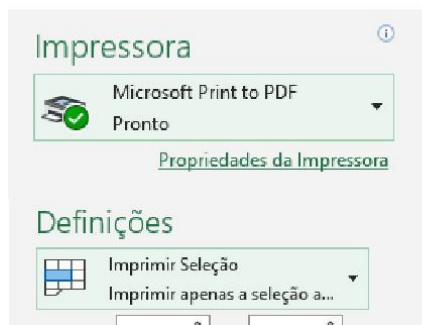 Impressora
Microsoft Print to PDF
Pronto
Propriedades da Impressora
Definições
Imprimir Seleção
Imprimir apenas a seleção a...